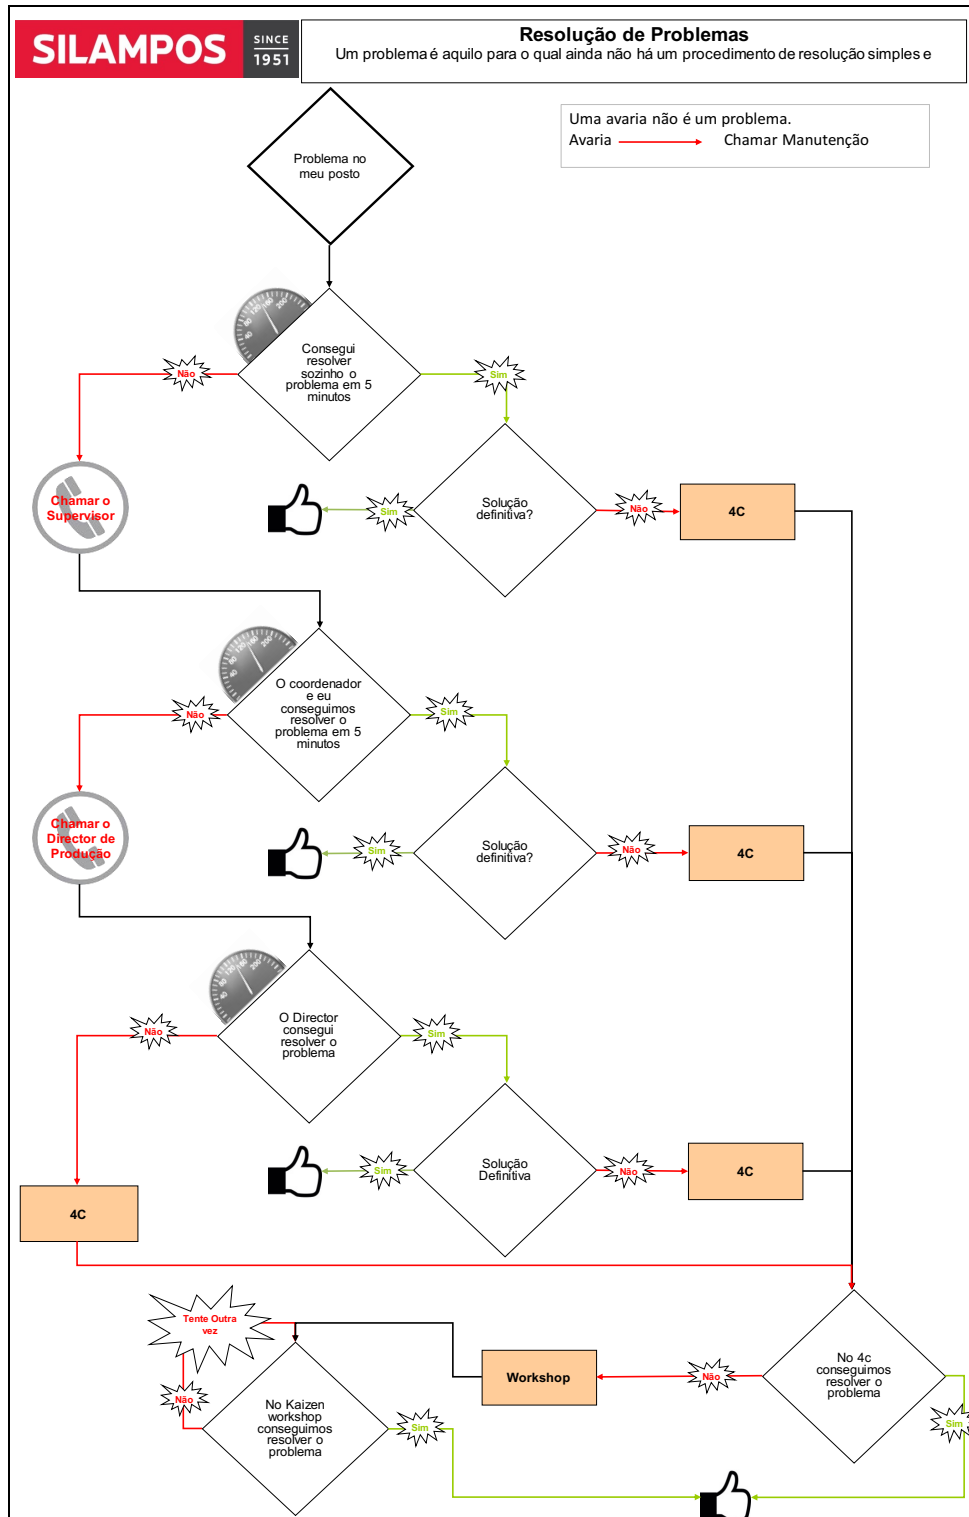 SILAMPOS
SINCE
1951
Resolução de Problemas
Um problema é aquilo para o qual ainda não há um procedimento de resolução simples e
Uma avaria não é um problema.
Avaria Chamar Manutenção
Problema no
meu posto
Consegui
resolver
sozinho o
problema em 5
minutos
Não
Sim
Chamar o
Supervisor
Solução
definitiva?
Sim
Não
4C
O coordenador
e eu
conseguimos
resolver o
problema em 5
minutos
Não
Sim
Chamar o
Director de
Produção
Solução
definitiva?
Sim
Não
4C
O Director
consegui
resolver o
problema
Não
Sim
Solução
Definitiva
Sim
Não
4C
4C
Tente Outra
vez
No 4c
conseguimos
resolver o
problema
Não
Sim
Workshop
No Kaizen
workshop
conseguimos
resolver o
problema
Não
Sim